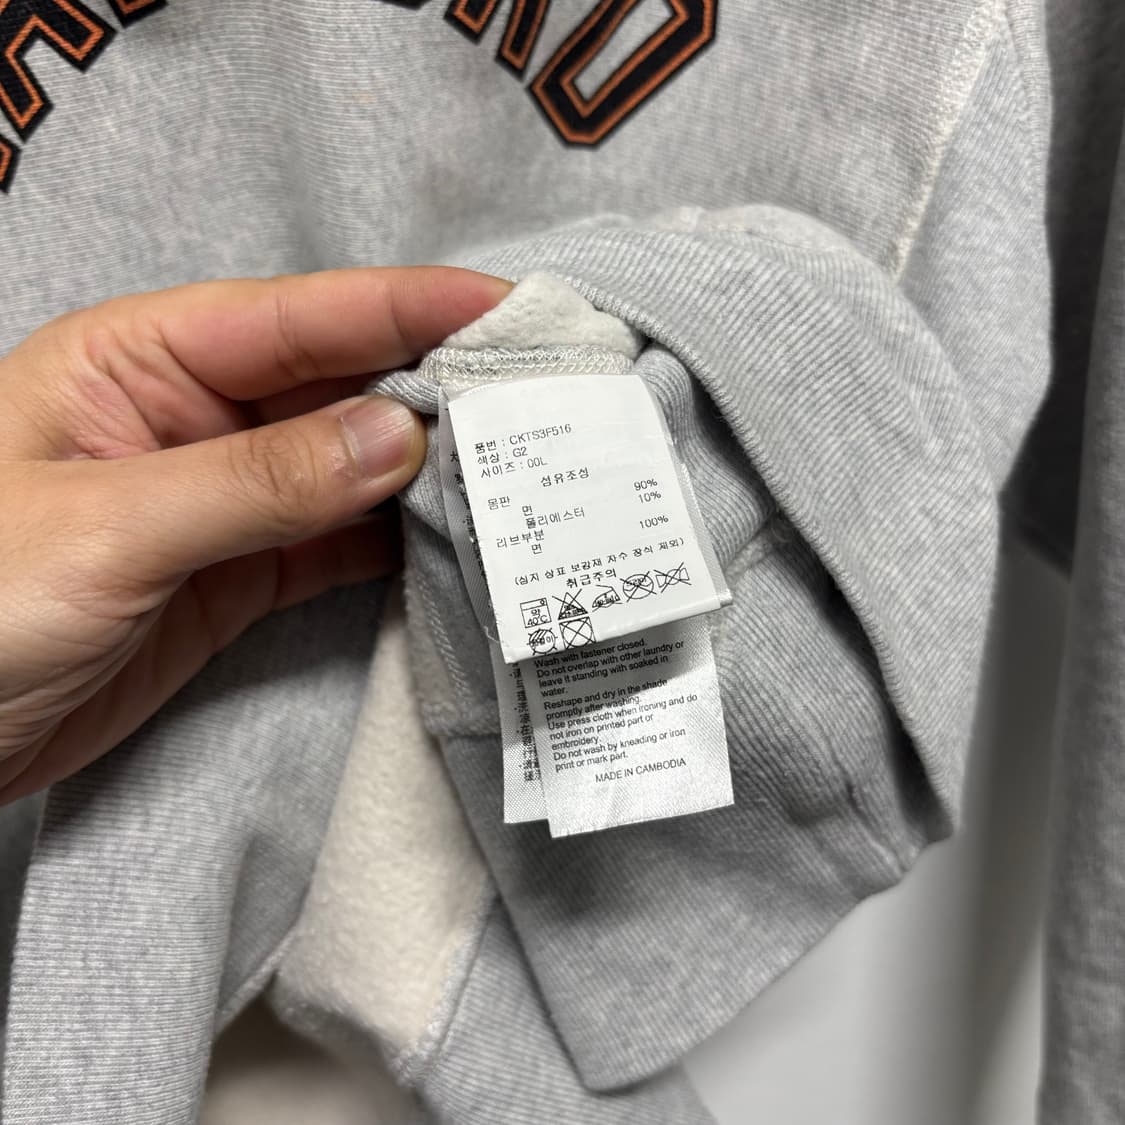 품번 : CKTS3F516
색상 : G2
사이즈 : 00L
섬유조성
몸판
면 90%
폴리에스터 10%
리브부분
면 100%
(심지 상표 보강재 자수 장식 제외)
취급주의
약
40℃
Wash with fastener closed.
Do not overlap with other laundry or
leave it standing with soaked in
water.
Reshape and dry in the shade
promptly after washing.
Use press cloth when ironing and do
not iron on printed part or
embroidery.
Do not wash by kneading or iron
print or mark part.
MADE IN CAMBODIA